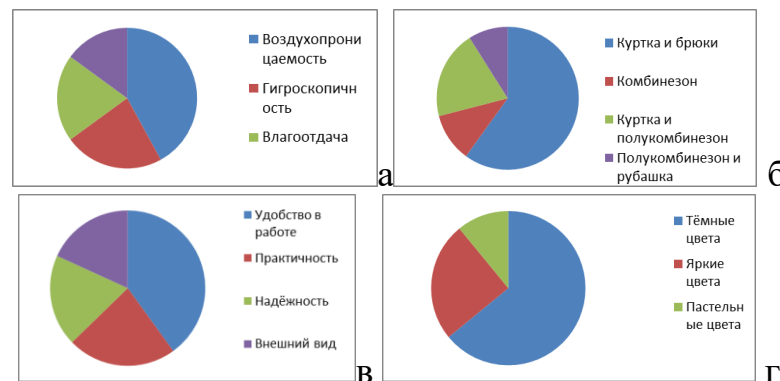 Воздухопрони
цаемость
Гигроскопичн
ость
Влагоотдача
а
Куртка и брюки
Комбинезон
Куртка и
полукомбинезон
Полукомбинезон и
рубашка
б
Удобство в
работе
Практичность
Надёжность
Внешний вид
в
Тёмные
цвета
Яркие
цвета
Пастельн
ые цвета
г